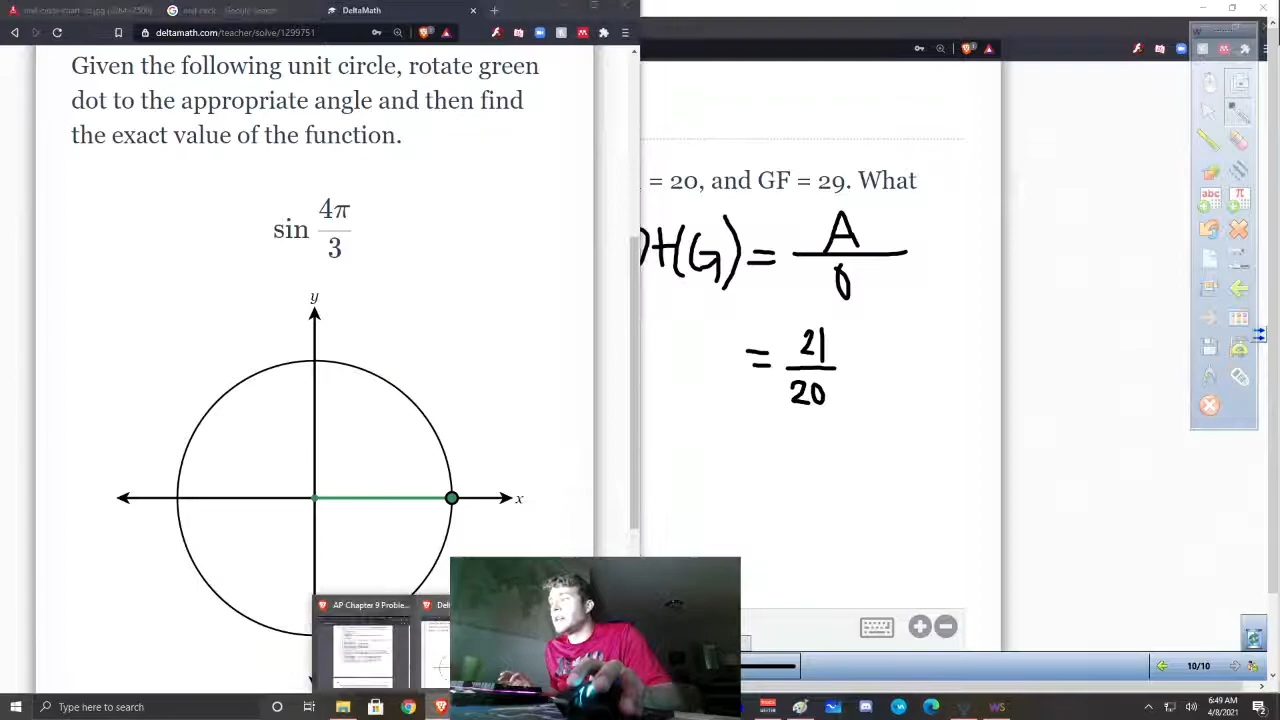 DeltaMath
deltamath.com/teacher/solve/1299751
Given the following unit circle, rotate green
dot to the appropriate angle and then find
the exact value of the function.
sin 4π/3
y
x
= 20, and GF = 29. What
H(G) = A/O
= 21/20
abc
π
AP Chapter 9 Proble...
Del
10/10
Type here to search
6:49 AM
4/8/2021